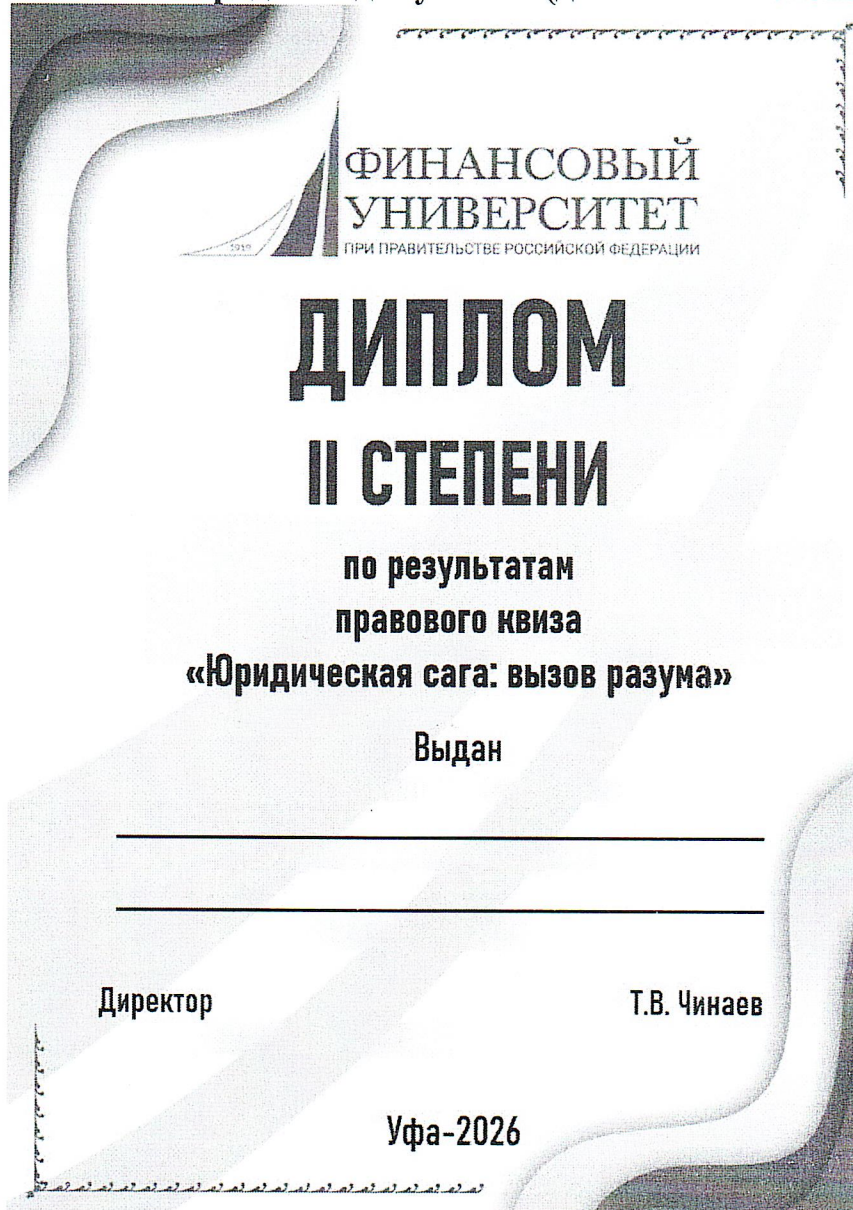 ФИНАНСОВЫЙ
УНИВЕРСИТЕТ
ПРИ ПРАВИТЕЛЬСТВЕ РОССИЙСКОЙ ФЕДЕРАЦИИ
1919
ДИПЛОМ
II СТЕПЕНИ
по результатам
правового квиза
«Юридическая сага: вызов разума»
Выдан
Директор Т.В. Чинаев
Уфа-2026